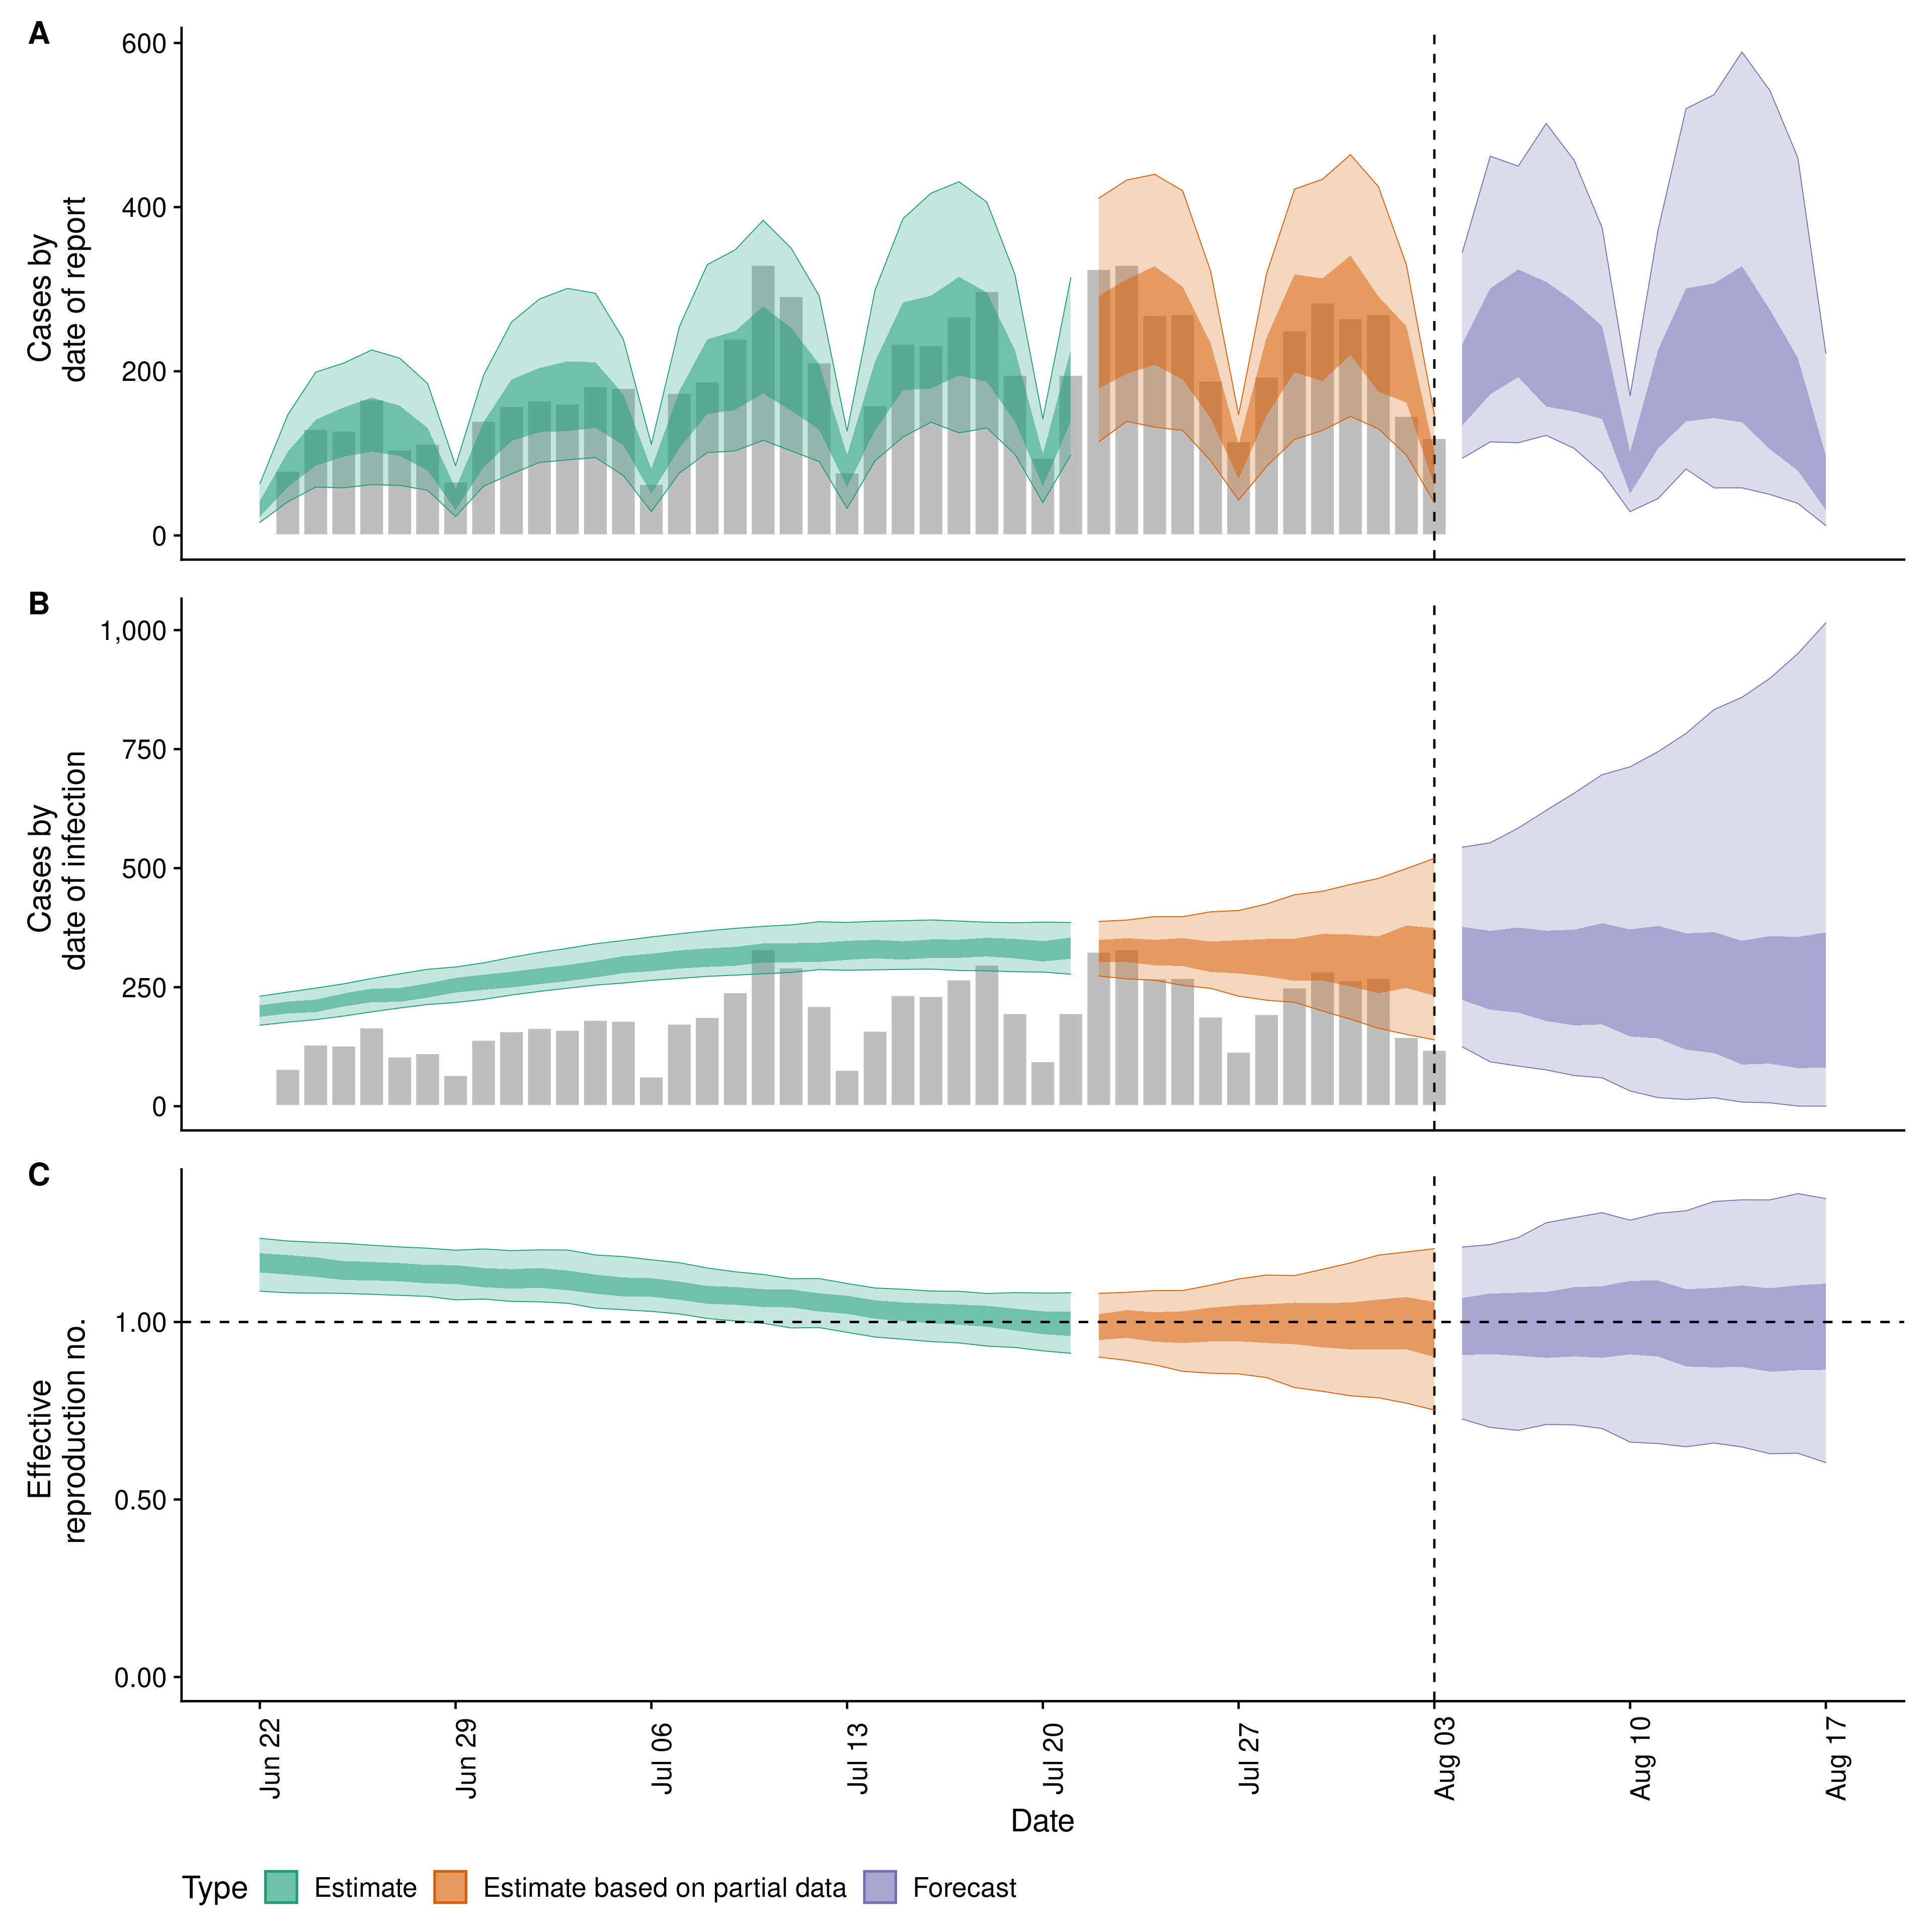 A
600
400
200
0
Cases by
date of report
B
1,000
750
500
250
0
Cases by
date of infection
C
1.00
0.50
0.00
Effective
reproduction no.
Jun 22
Jun 29
Jul 06
Jul 13
Jul 20
Jul 27
Aug 03
Aug 10
Aug 17
Date
Type Estimate Estimate based on partial data Forecast